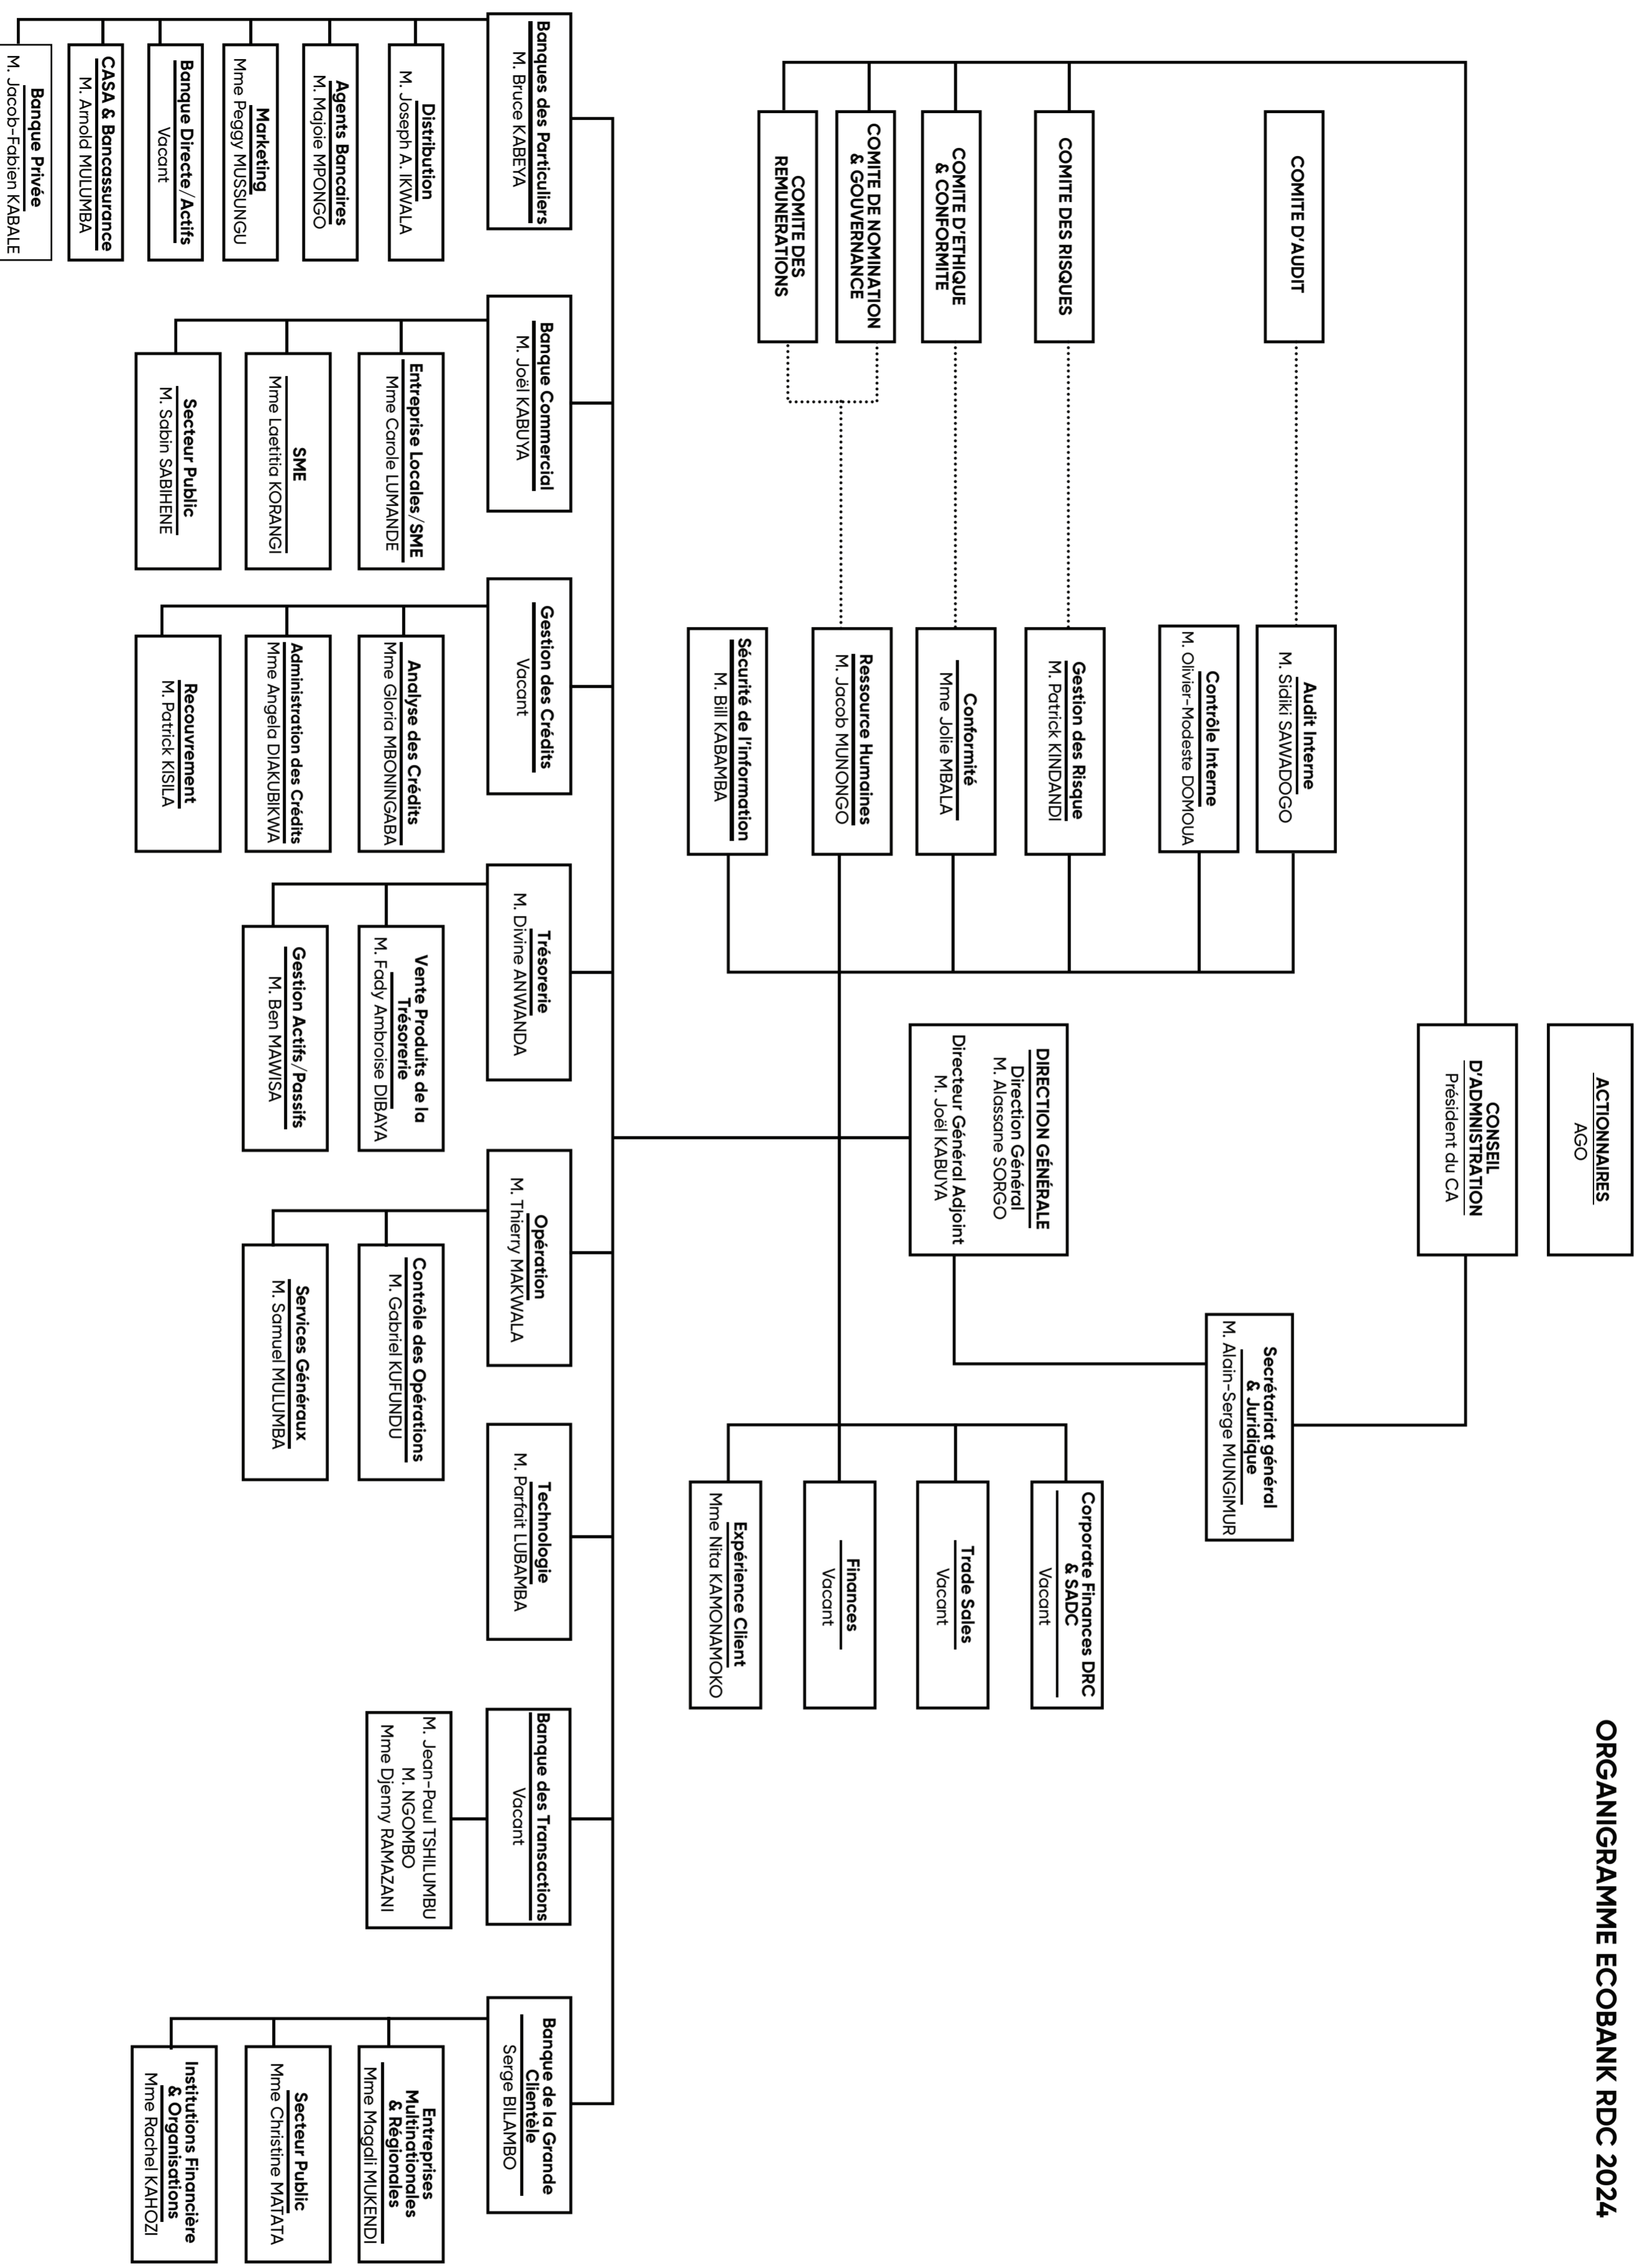 ORGANIGRAMME ECOBANK RDC 2024
ACTIONNAIRES
AGO
CONSEIL
D'ADMNISTRATION
Président du CA
COMITE D'AUDIT
COMITE DES RISQUES
COMITE D'ETHIQUE
& CONFORMITE
COMITE DE NOMINATION
& GOUVERNANCE
COMITE DES
REMUNERATIONS
Secrétariat général
& Juridique
M. Alain-Serge MUNGIMUR
Audit Interne
M. Sidiki SAWADOGO
Contrôle Interne
M. Olivier-Modeste DOMOUA
Gestion des Risque
M. Patrick KINDANDI
Conformité
Mme Jolie MBALA
Ressource Humaines
M. Jacob MUNONGO
Sécurité de l'information
M. Bill KABAMBA
DIRECTION GÉNÉRALE
Direction Général
M. Alassane SORGO
Directeur Général Adjoint
M. Joël KABUYA
Corporate Finances DRC
& SADC
Vacant
Trade Sales
Vacant
Finances
Vacant
Expérience Client
Mme Nita KAMONAMOKO
Banques des Particuliers
M. Bruce KABEYA
Distribution
M. Joseph A. IKWALA
Agents Bancaires
M. Majoie MPONGO
Marketing
Mme Peggy MUSSUNGU
Banque Directe/Actifs
Vacant
CASA & Bancassurance
M. Arnold MULUMBA
Banque Privée
M. Jacob-Fabien KABALE
Banque Commercial
M. Joël KABUYA
Entreprise Locales/SME
Mme Carole LUMANDE
SME
Mme Laetitia KORANGI
Secteur Public
M. Sabin SABIHENE
Gestion des Crédits
Vacant
Analyse des Crédits
Mme Gloria MBONINGABA
Administration des Crédits
Mme Angela DIAKUBIKWA
Recouvrement
M. Patrick KISILA
Trésorerie
M. Divine ANWANDA
Vente Produits de la
Trésorerie
M. Fady Ambroise DIBAYA
Gestion Actifs/Passifs
M. Ben MAWISA
Opération
M. Thierry MAKWALA
Contrôle des Opérations
M. Gabriel KUFUNDU
Services Généraux
M. Samuel MULUMBA
Technologie
M. Parfait LUBAMBA
Banque des Transactions
Vacant
M. Jean-Paul TSHILUMBU
M. NGOMBO
Mme Djenny RAMAZANI
Banque de la Grande
Clientèle
Serge BILAMBO
Entreprises
Multinationales
& Régionales
Mme Magali MUKENDI
Secteur Public
Mme Christine MATATA
Institutions Financière
& Organisations
Mme Rachel KAHOZI